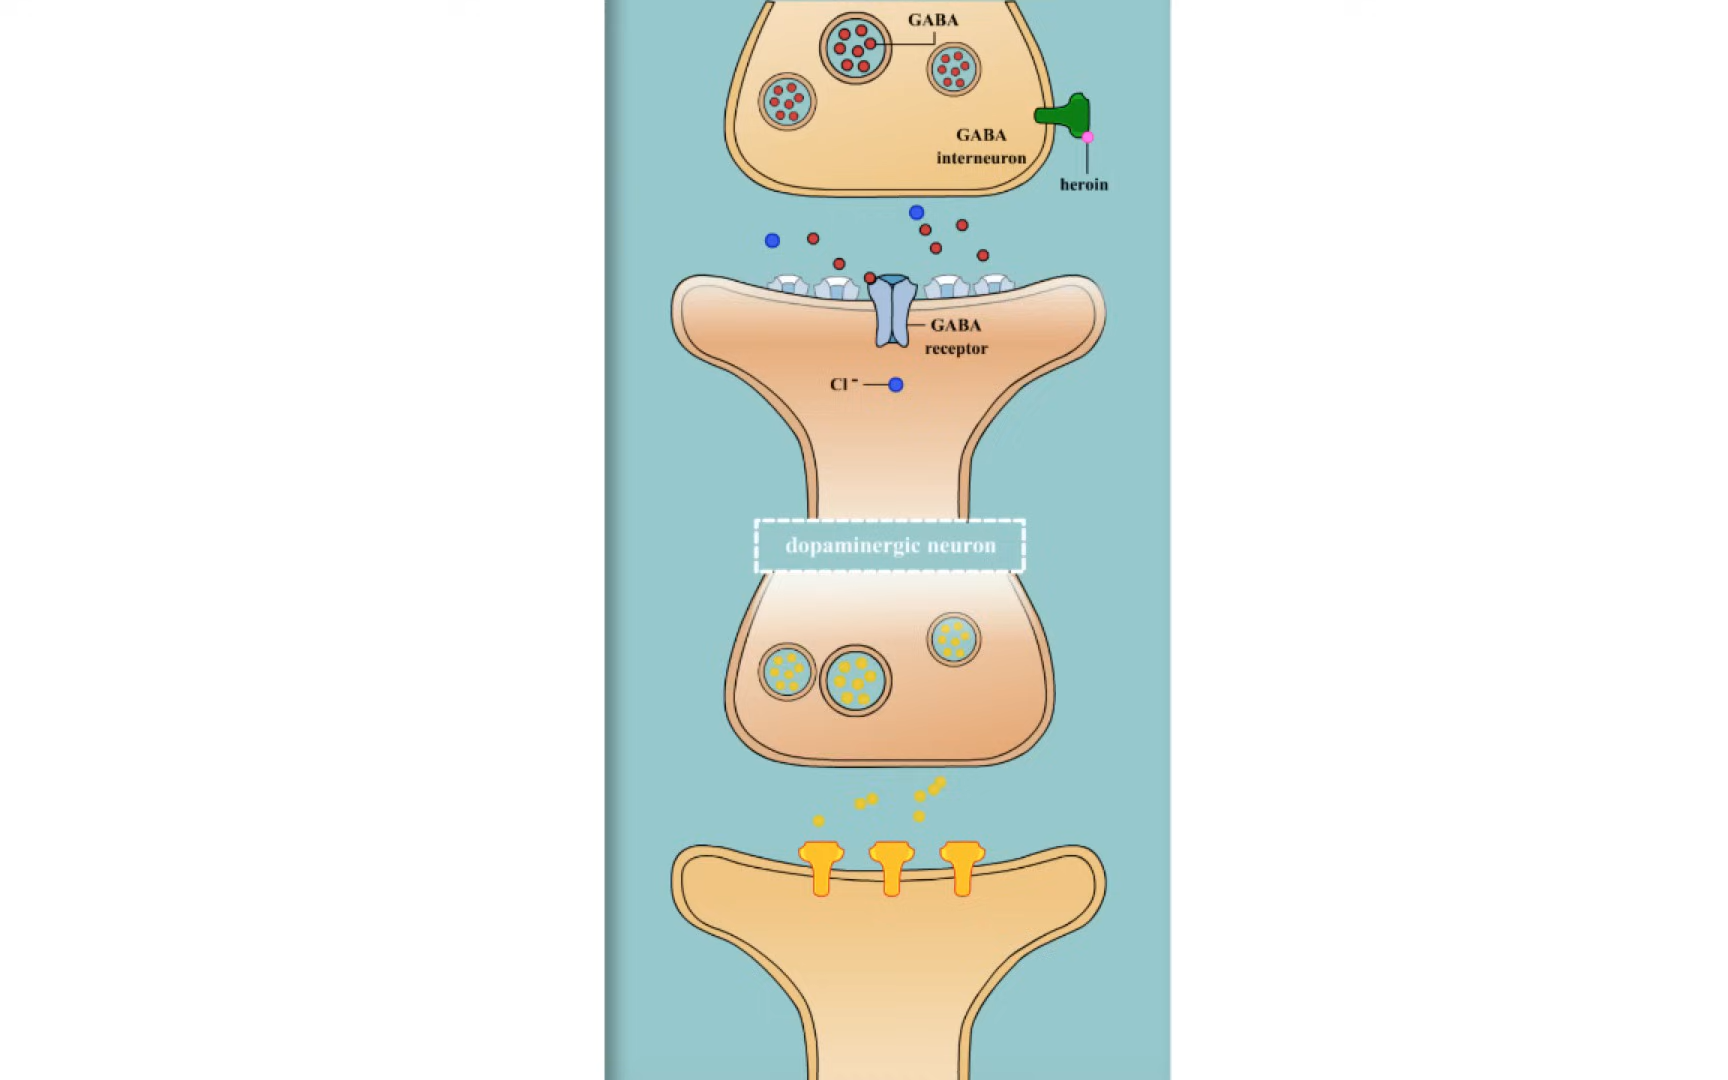 GABA
GABA
interneuron
heroin
GABA
receptor
Cl⁻
dopaminergic neuron